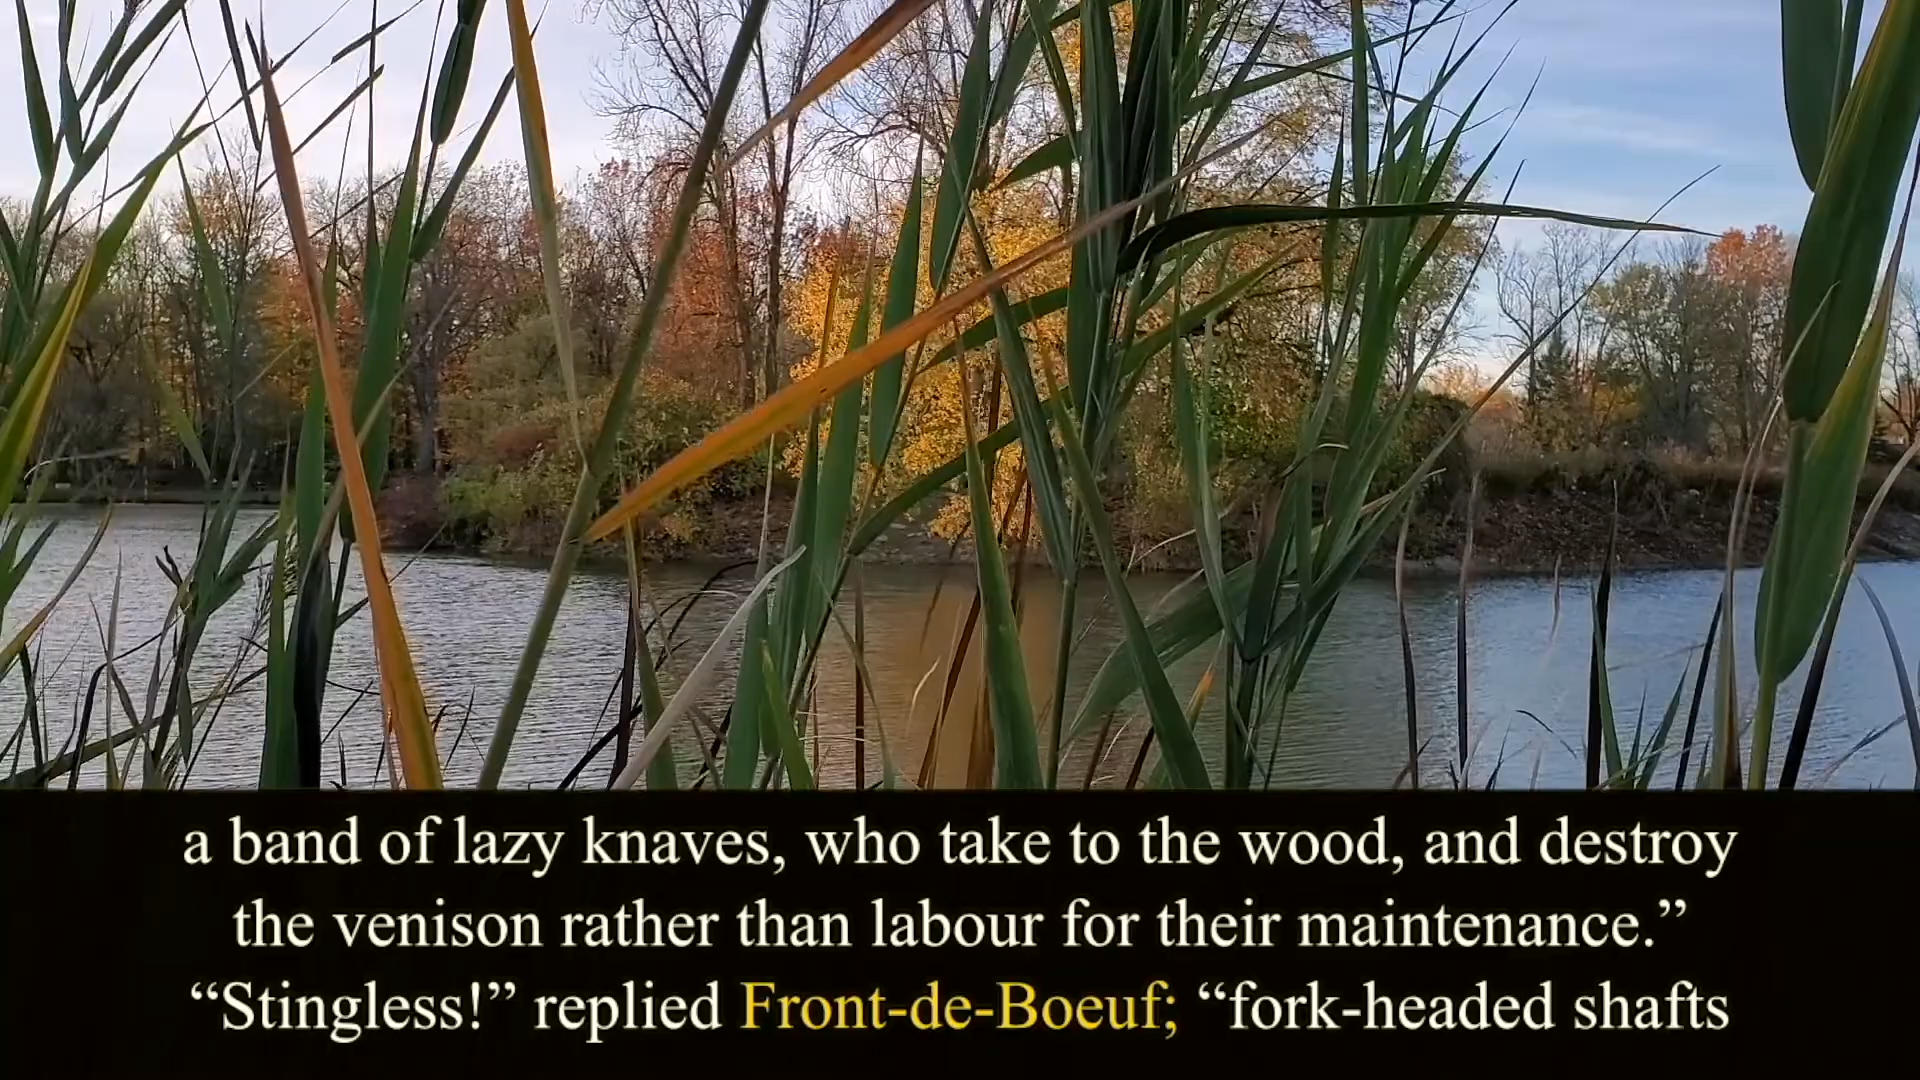 a band of lazy knaves, who take to the wood, and destroy
the venison rather than labour for their maintenance.”
“Stingless!” replied Front-de-Boeuf; “fork-headed shafts